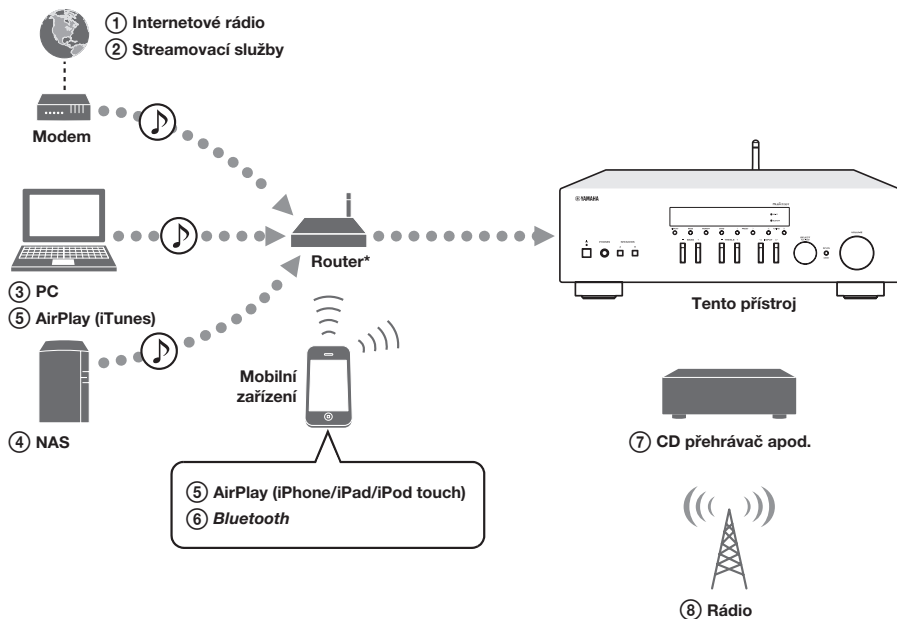 ① Internetové rádio
② Streamovací služby
Modem
③ PC
⑤ AirPlay (iTunes)
④ NAS
Router*
Mobilní
zařízení
⑤ AirPlay (iPhone/iPad/iPod touch)
⑥ Bluetooth
YAMAHA
Tento přístroj
⑦ CD přehrávač apod.
⑧ Rádio